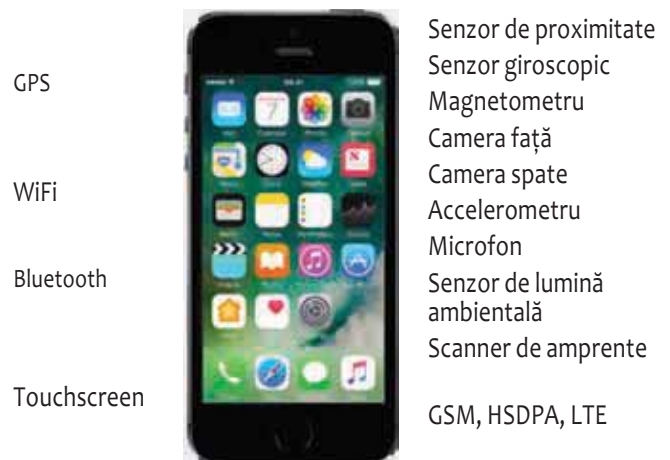 GPS
WiFi
Bluetooth
Touchscreen
Senzor de proximitate
Senzor giroscopic
Magnetometru
Camera față
Camera spate
Accelerometru
Microfon
Senzor de lumină
ambientală
Scanner de amprente
GSM, HSDPA, LTE
7